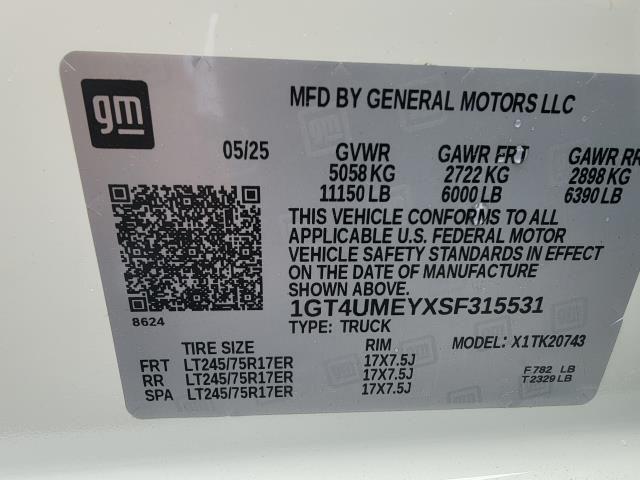 gm
MFD BY GENERAL MOTORS LLC
05/25 GVWR GAWR FRT GAWR RR
5058 KG 2722 KG 2898 KG
11150 LB 6000 LB 6390 LB
THIS VEHICLE CONFORMS TO ALL
APPLICABLE U.S. FEDERAL MOTOR
VEHICLE SAFETY STANDARDS IN EFFECT
ON THE DATE OF MANUFACTURE
SHOWN ABOVE.
1GT4UMEYXSF315531
8624
TYPE: TRUCK
TIRE SIZE RIM MODEL: X1TK20743
FRT LT245/75R17ER 17X7.5J
RR LT245/75R17ER 17X7.5J
SPA LT245/75R17ER 17X7.5J
F 782 LB
T 2329 LB